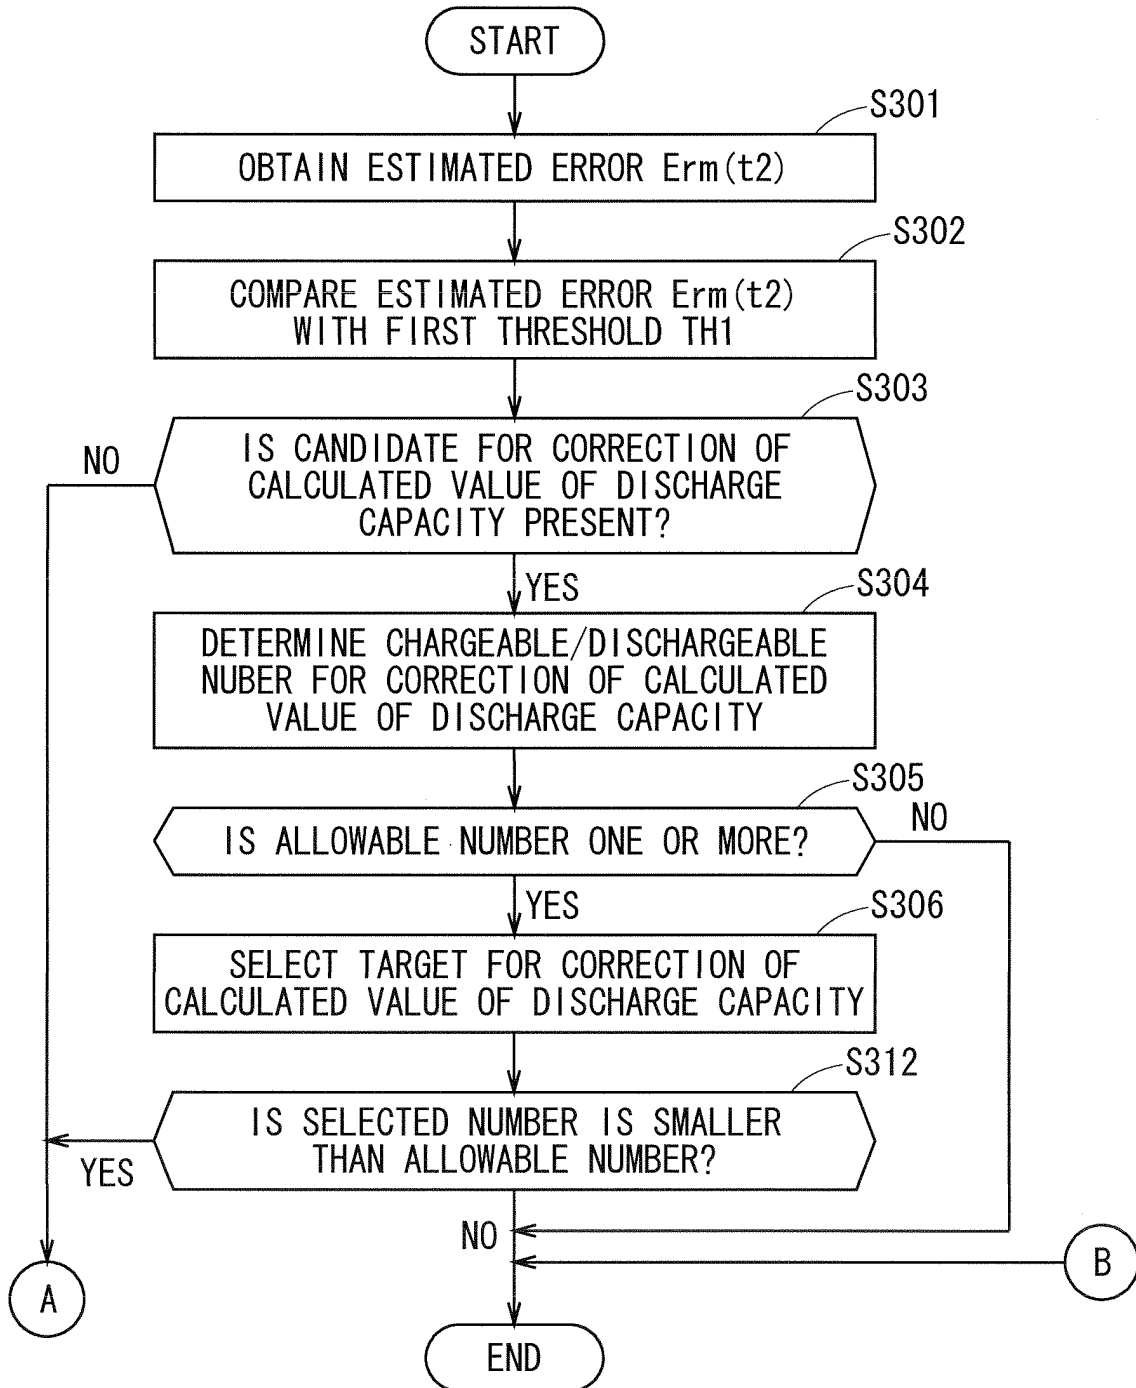 START
S301
OBTAIN ESTIMATED ERROR Erm(t2)
S302
COMPARE ESTIMATED ERROR Erm(t2)
WITH FIRST THRESHOLD TH1
S303
IS CANDIDATE FOR CORRECTION OF
CALCULATED VALUE OF DISCHARGE
CAPACITY PRESENT?
NO
YES
S304
DETERMINE CHARGEABLE/DISCHARGEABLE
NUBER FOR CORRECTION OF CALCULATED
VALUE OF DISCHARGE CAPACITY
S305
IS ALLOWABLE NUMBER ONE OR MORE?
NO
YES
S306
SELECT TARGET FOR CORRECTION OF
CALCULATED VALUE OF DISCHARGE CAPACITY
S312
IS SELECTED NUMBER IS SMALLER
THAN ALLOWABLE NUMBER?
YES
NO
A
B
END